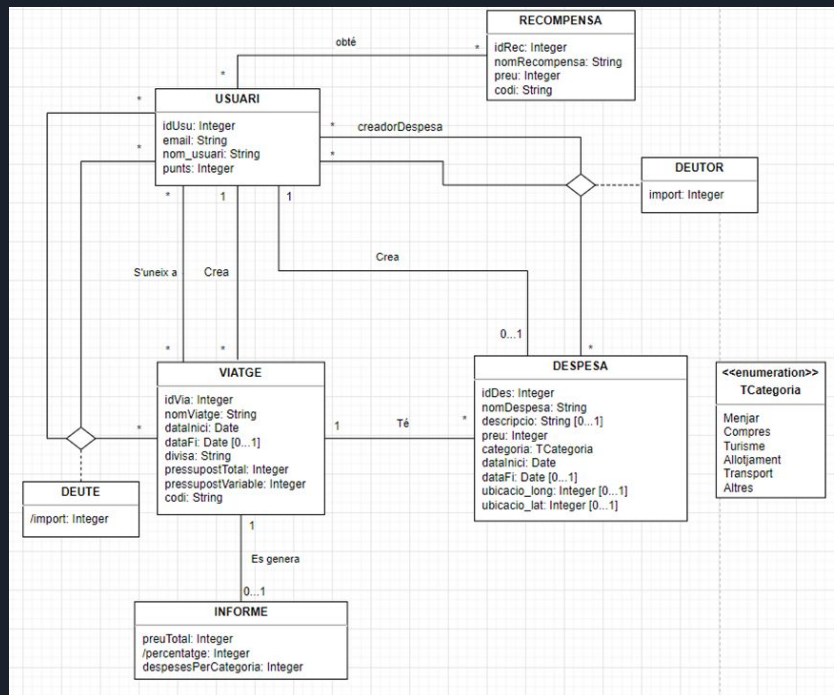 RECOMPENSA
idRec: Integer
nomRecompensa: String
preu: Integer
codi: String
obté
*
*
USUARI
idUsu: Integer
email: String
nom_usuari: String
punts: Integer
*
*
*
creadorDespesa
*
DEUTOR
import: Integer
*
1
1
S'uneix a
Crea
Crea
0...1
*
*
*
VIATGE
idVia: Integer
nomViatge: String
dataInici: Date
dataFi: Date [0...1]
divisa: String
pressupostTotal: Integer
pressupostVariable: Integer
codi: String
*
1
Té
*
DESPESA
idDes: Integer
nomDespesa: String
descripcio: String [0...1]
preu: Integer
categoria: TCategoria
dataInici: Date
dataFi: Date [0...1]
ubicacio_long: Integer [0...1]
ubicacio_lat: Integer [0...1]
<<enumeration>>
TCategoria
Menjar
Compres
Turisme
Allotjament
Transport
Altres
DEUTE
/import: Integer
1
Es genera
0...1
INFORME
preuTotal: Integer
/percentatge: Integer
despesesPerCategoria: Integer